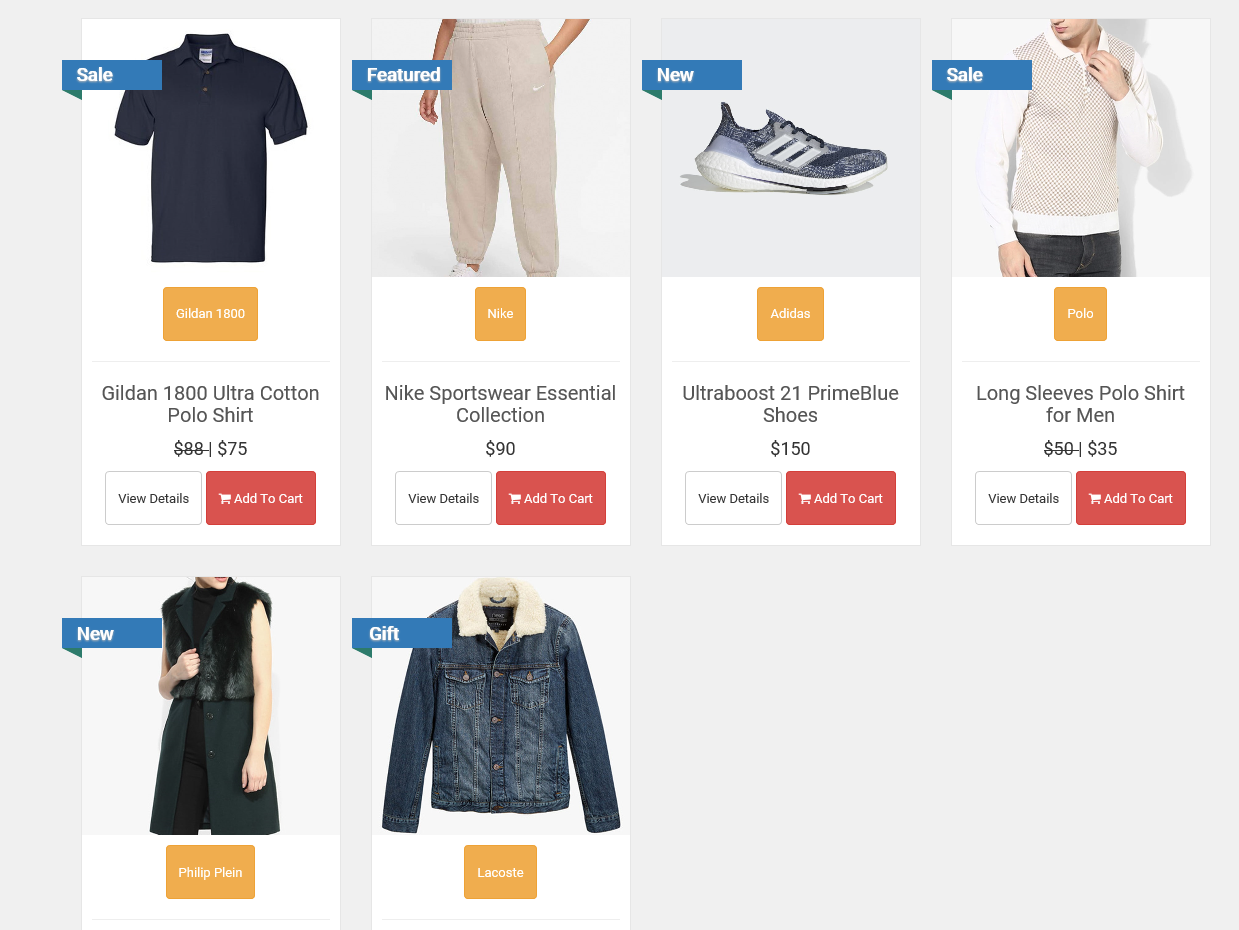 Sale
Featured
New
Sale
Gildan 1800
Nike
Adidas
Polo
Gildan 1800 Ultra Cotton
Polo Shirt
Nike Sportswear Essential
Collection
Ultraboost 21 PrimeBlue
Shoes
Long Sleeves Polo Shirt
for Men
$88 | $75
$90
$150
$50 | $35
View Details
Add To Cart
View Details
Add To Cart
View Details
Add To Cart
View Details
Add To Cart
New
Gift
Philip Plein
Lacoste